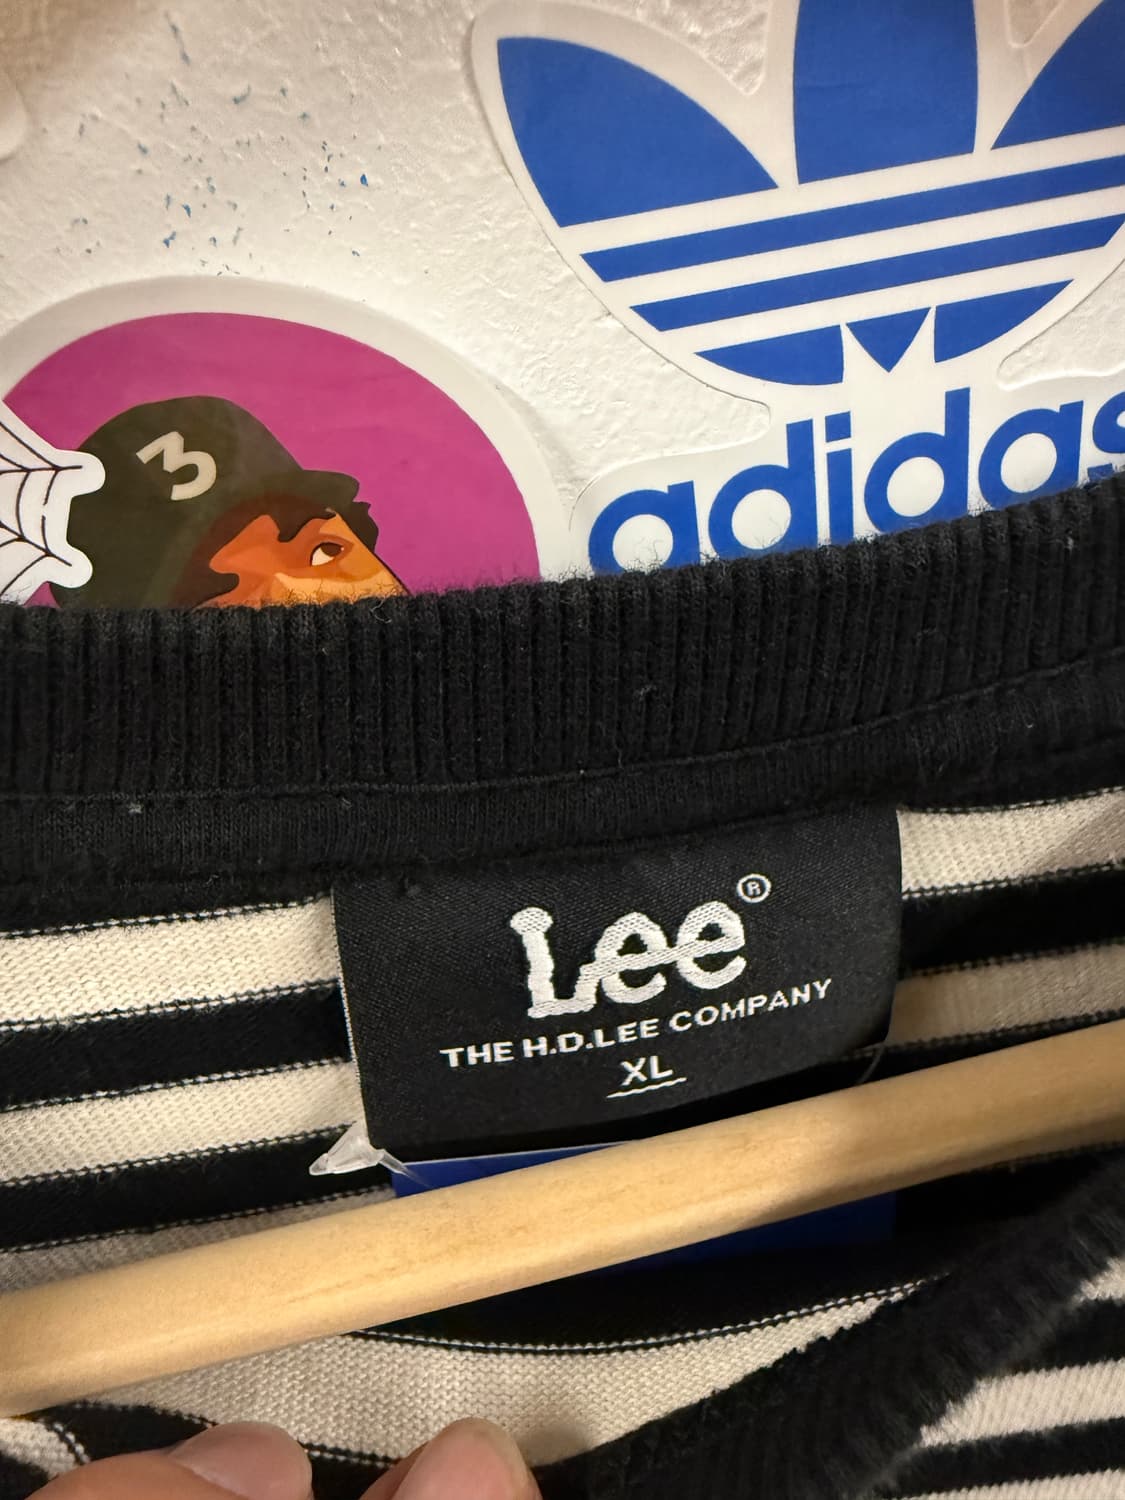 adidas
3
Lee®
THE H.D.LEE COMPANY
XL